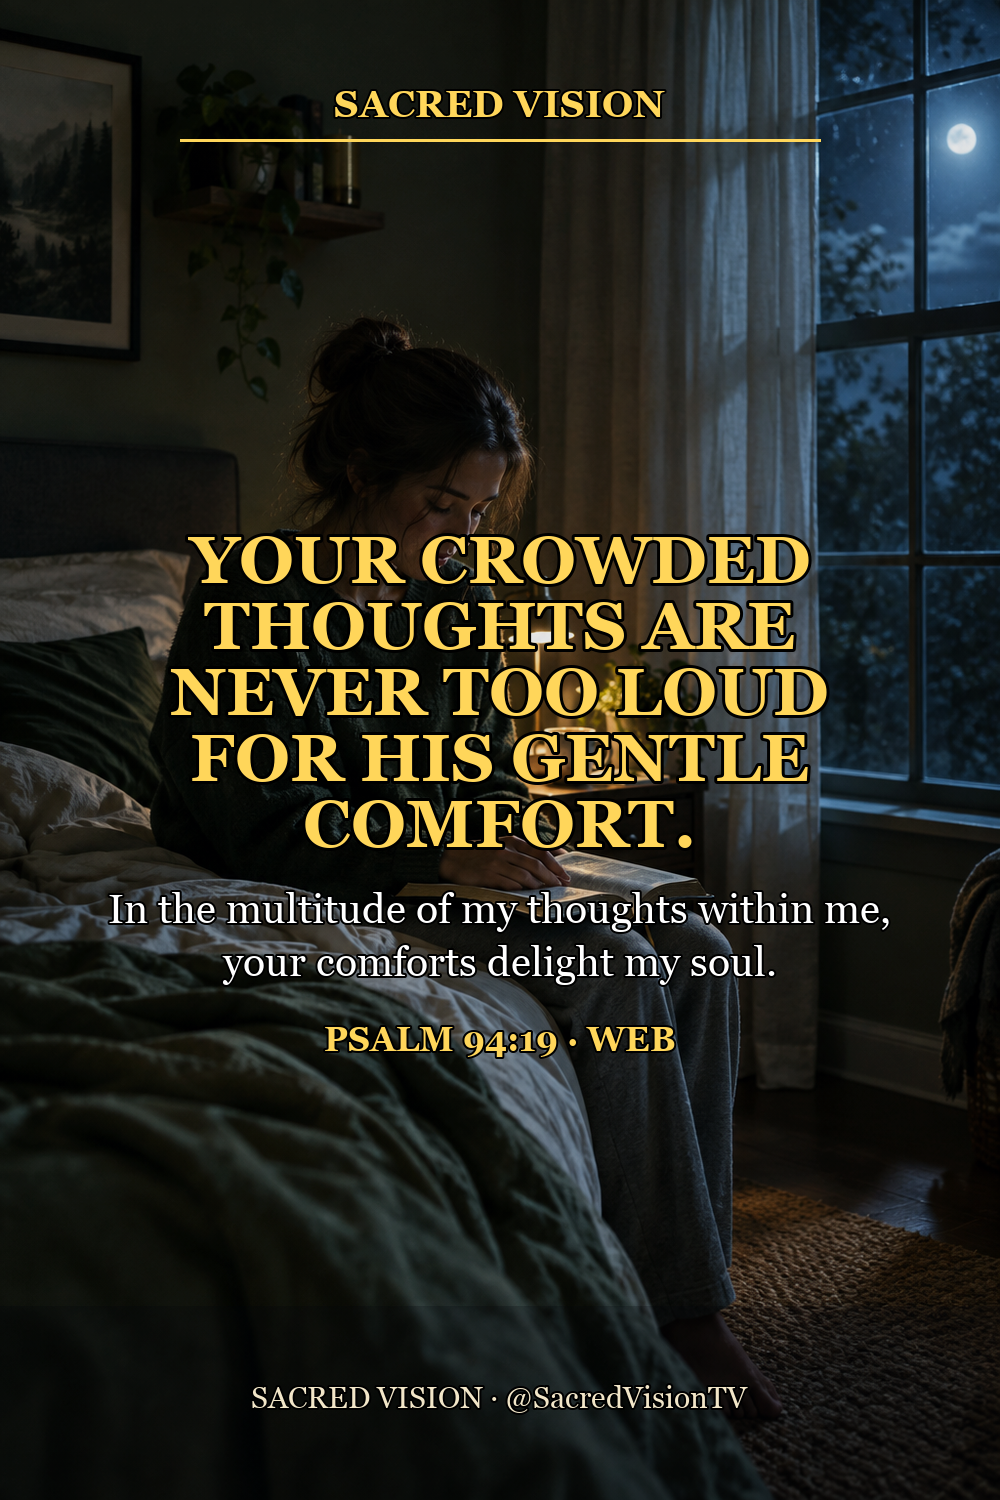 SACRED VISION
YOUR CROWDED
THOUGHTS ARE
NEVER TOO LOUD
FOR HIS GENTLE
COMFORT.
In the multitude of my thoughts within me,
your comforts delight my soul.
PSALM 94:19 · WEB
SACRED VISION · @SacredVisionTV